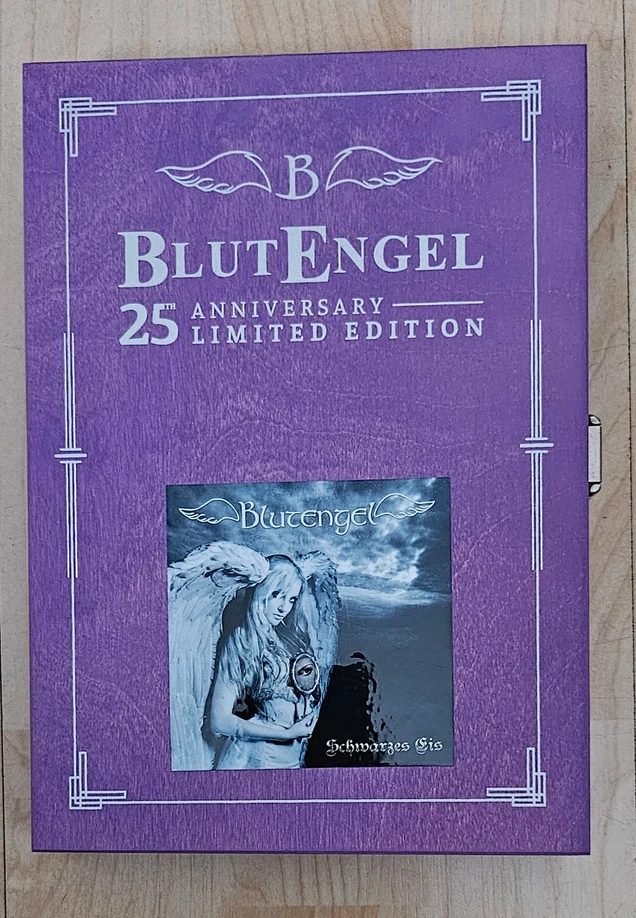 B
BLUTENGEL
25TH ANNIVERSARY
LIMITED EDITION
Blutengel
Schwarzes Eis